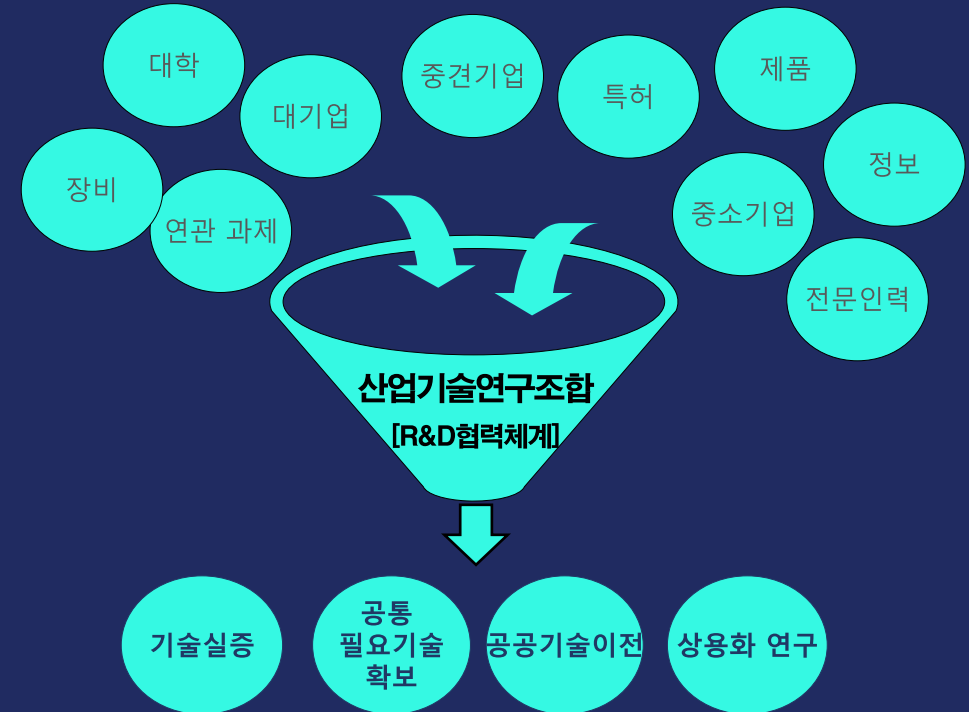 대학
대기업
중견기업
특허
제품
장비
연관 과제
중소기업
정보
전문인력
산업기술연구조합
[R&D협력체계]
기술실증
공통
필요기술
확보
공공기술이전
상용화 연구